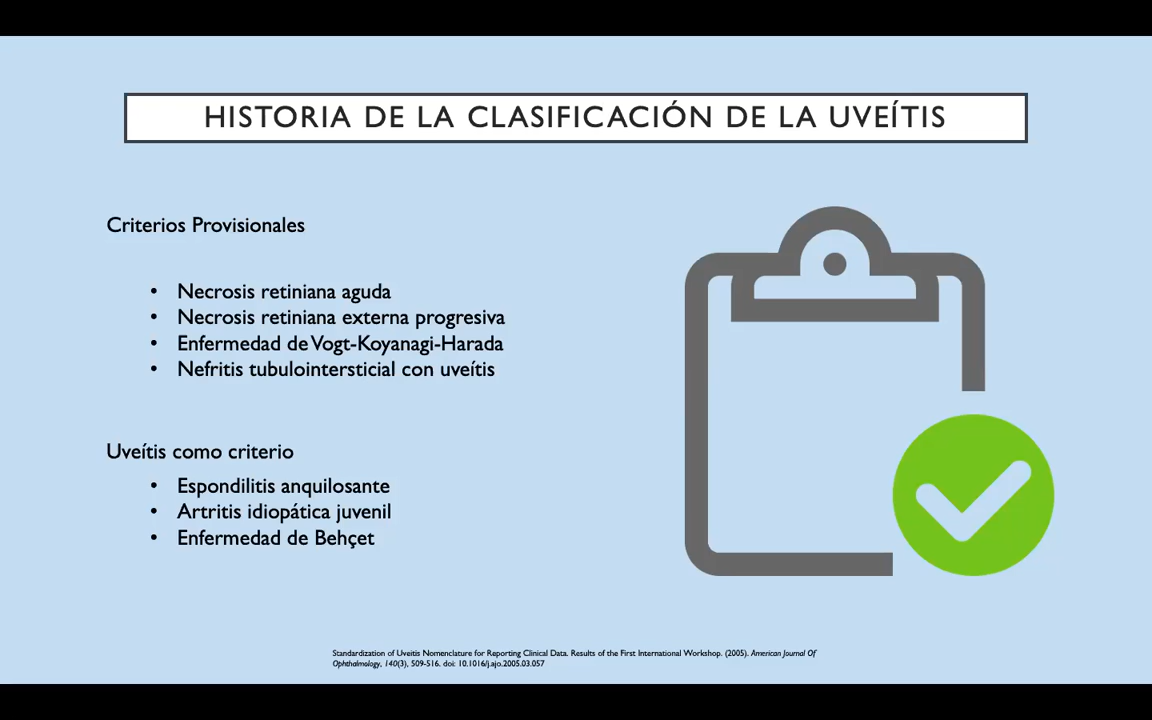 HISTORIA DE LA CLASIFICACIÓN DE LA UVEÍTIS
Criterios Provisionales
• Necrosis retiniana aguda
• Necrosis retiniana externa progresiva
• Enfermedad de Vogt-Koyanagi-Harada
• Nefritis tubulointersticial con uveítis
Uveítis como criterio
• Espondilitis anquilosante
• Artritis idiopática juvenil
• Enfermedad de Behçet
Standardization of Uveitis Nomenclature for Reporting Clinical Data. Results of the First International Workshop. (2005). American Journal Of
Ophthalmology, 140(3), 509-516. doi: 10.1016/j.ajo.2005.03.057